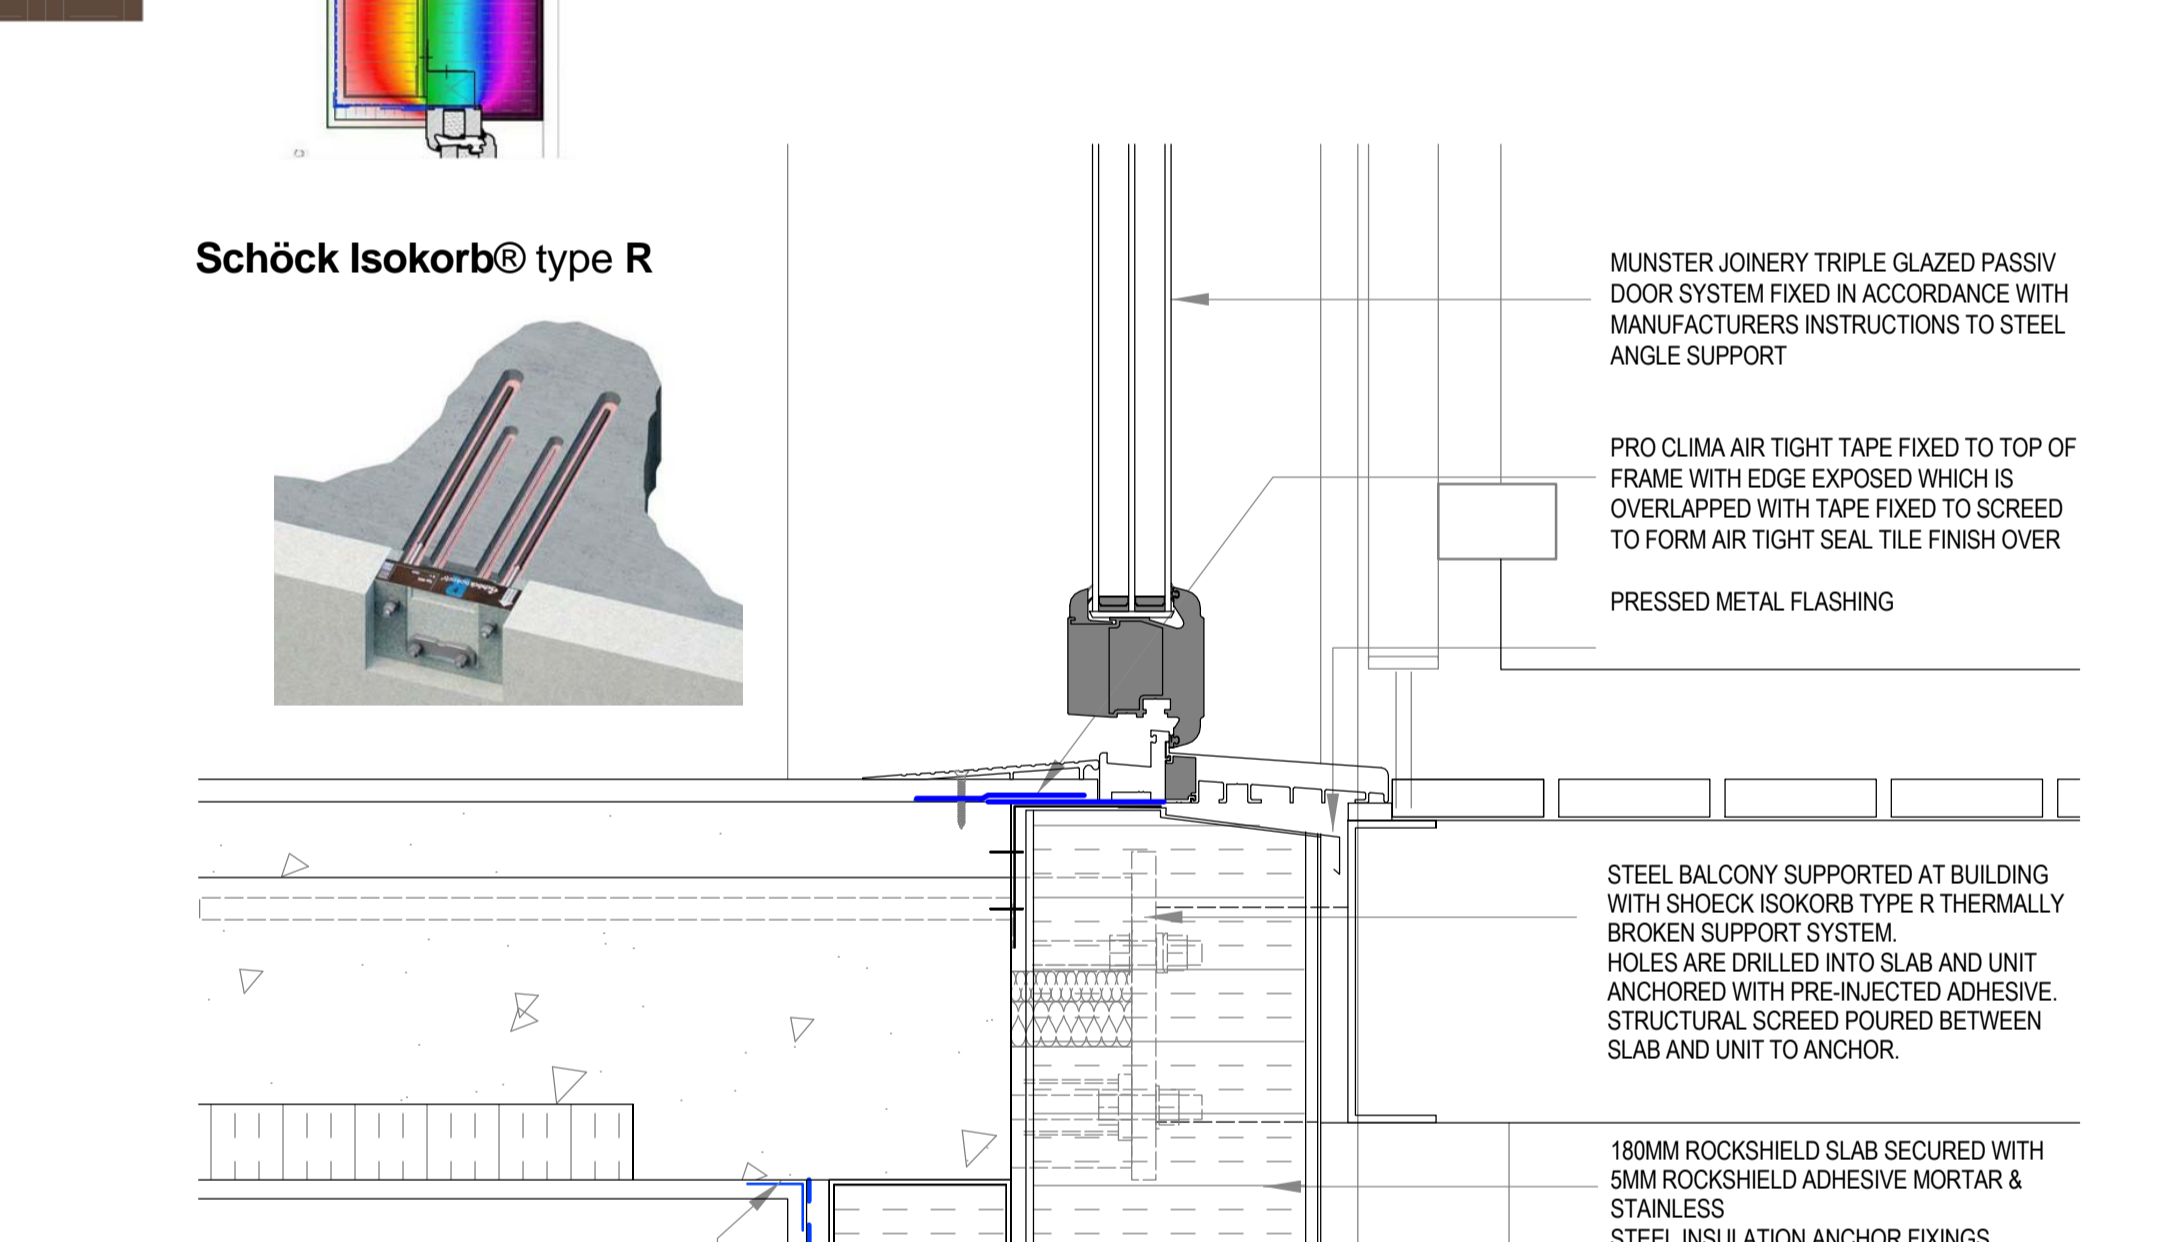 Schöck Isokorb® type R
MUNSTER JOINERY TRIPLE GLAZED PASSIV
DOOR SYSTEM FIXED IN ACCORDANCE WITH
MANUFACTURERS INSTRUCTIONS TO STEEL
ANGLE SUPPORT
PRO CLIMA AIR TIGHT TAPE FIXED TO TOP OF
FRAME WITH EDGE EXPOSED WHICH IS
OVERLAPPED WITH TAPE FIXED TO SCREED
TO FORM AIR TIGHT SEAL TILE FINISH OVER
PRESSED METAL FLASHING
STEEL BALCONY SUPPORTED AT BUILDING
WITH SHOECK ISOKORB TYPE R THERMALLY
BROKEN SUPPORT SYSTEM.
HOLES ARE DRILLED INTO SLAB AND UNIT
ANCHORED WITH PRE-INJECTED ADHESIVE.
STRUCTURAL SCREED POURED BETWEEN
SLAB AND UNIT TO ANCHOR.
180MM ROCKSHIELD SLAB SECURED WITH
5MM ROCKSHIELD ADHESIVE MORTAR &
STAINLESS
STEEL INSULATION ANCHOR FIXINGS